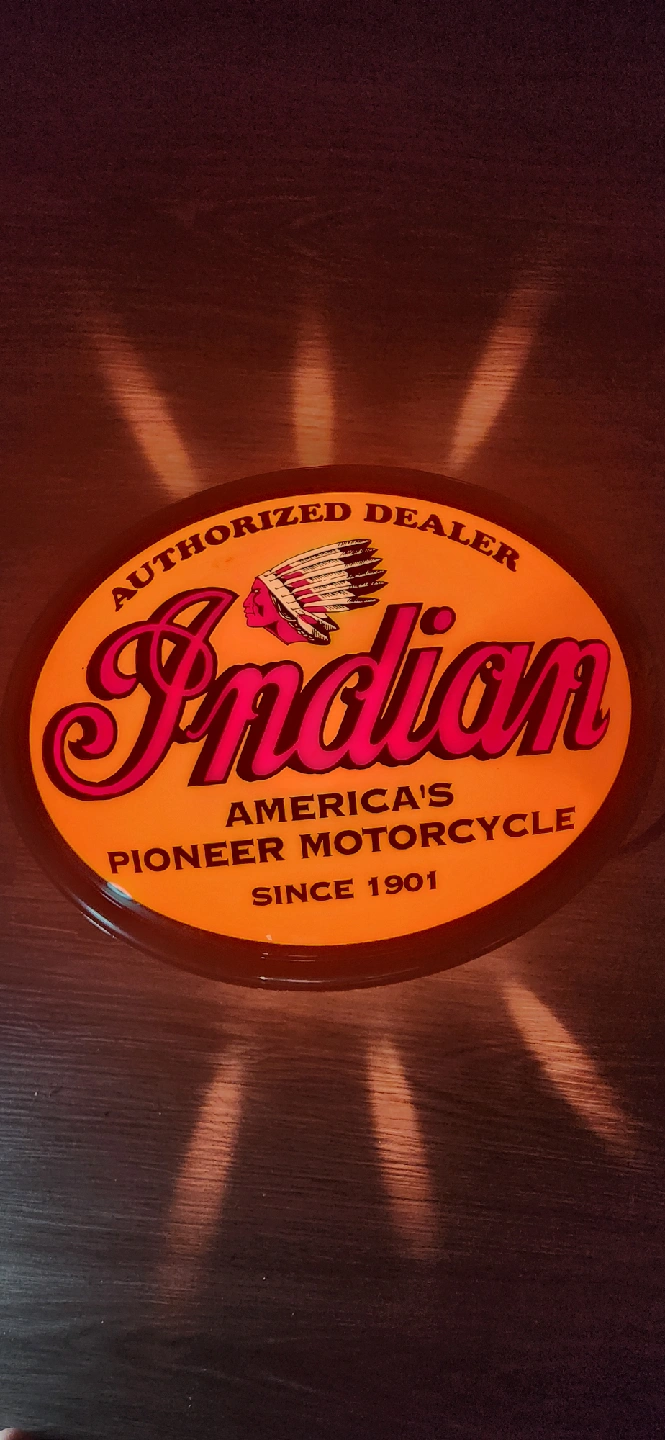 AUTHORIZED DEALER
Indian
AMERICA'S
PIONEER MOTORCYCLE
SINCE 1901